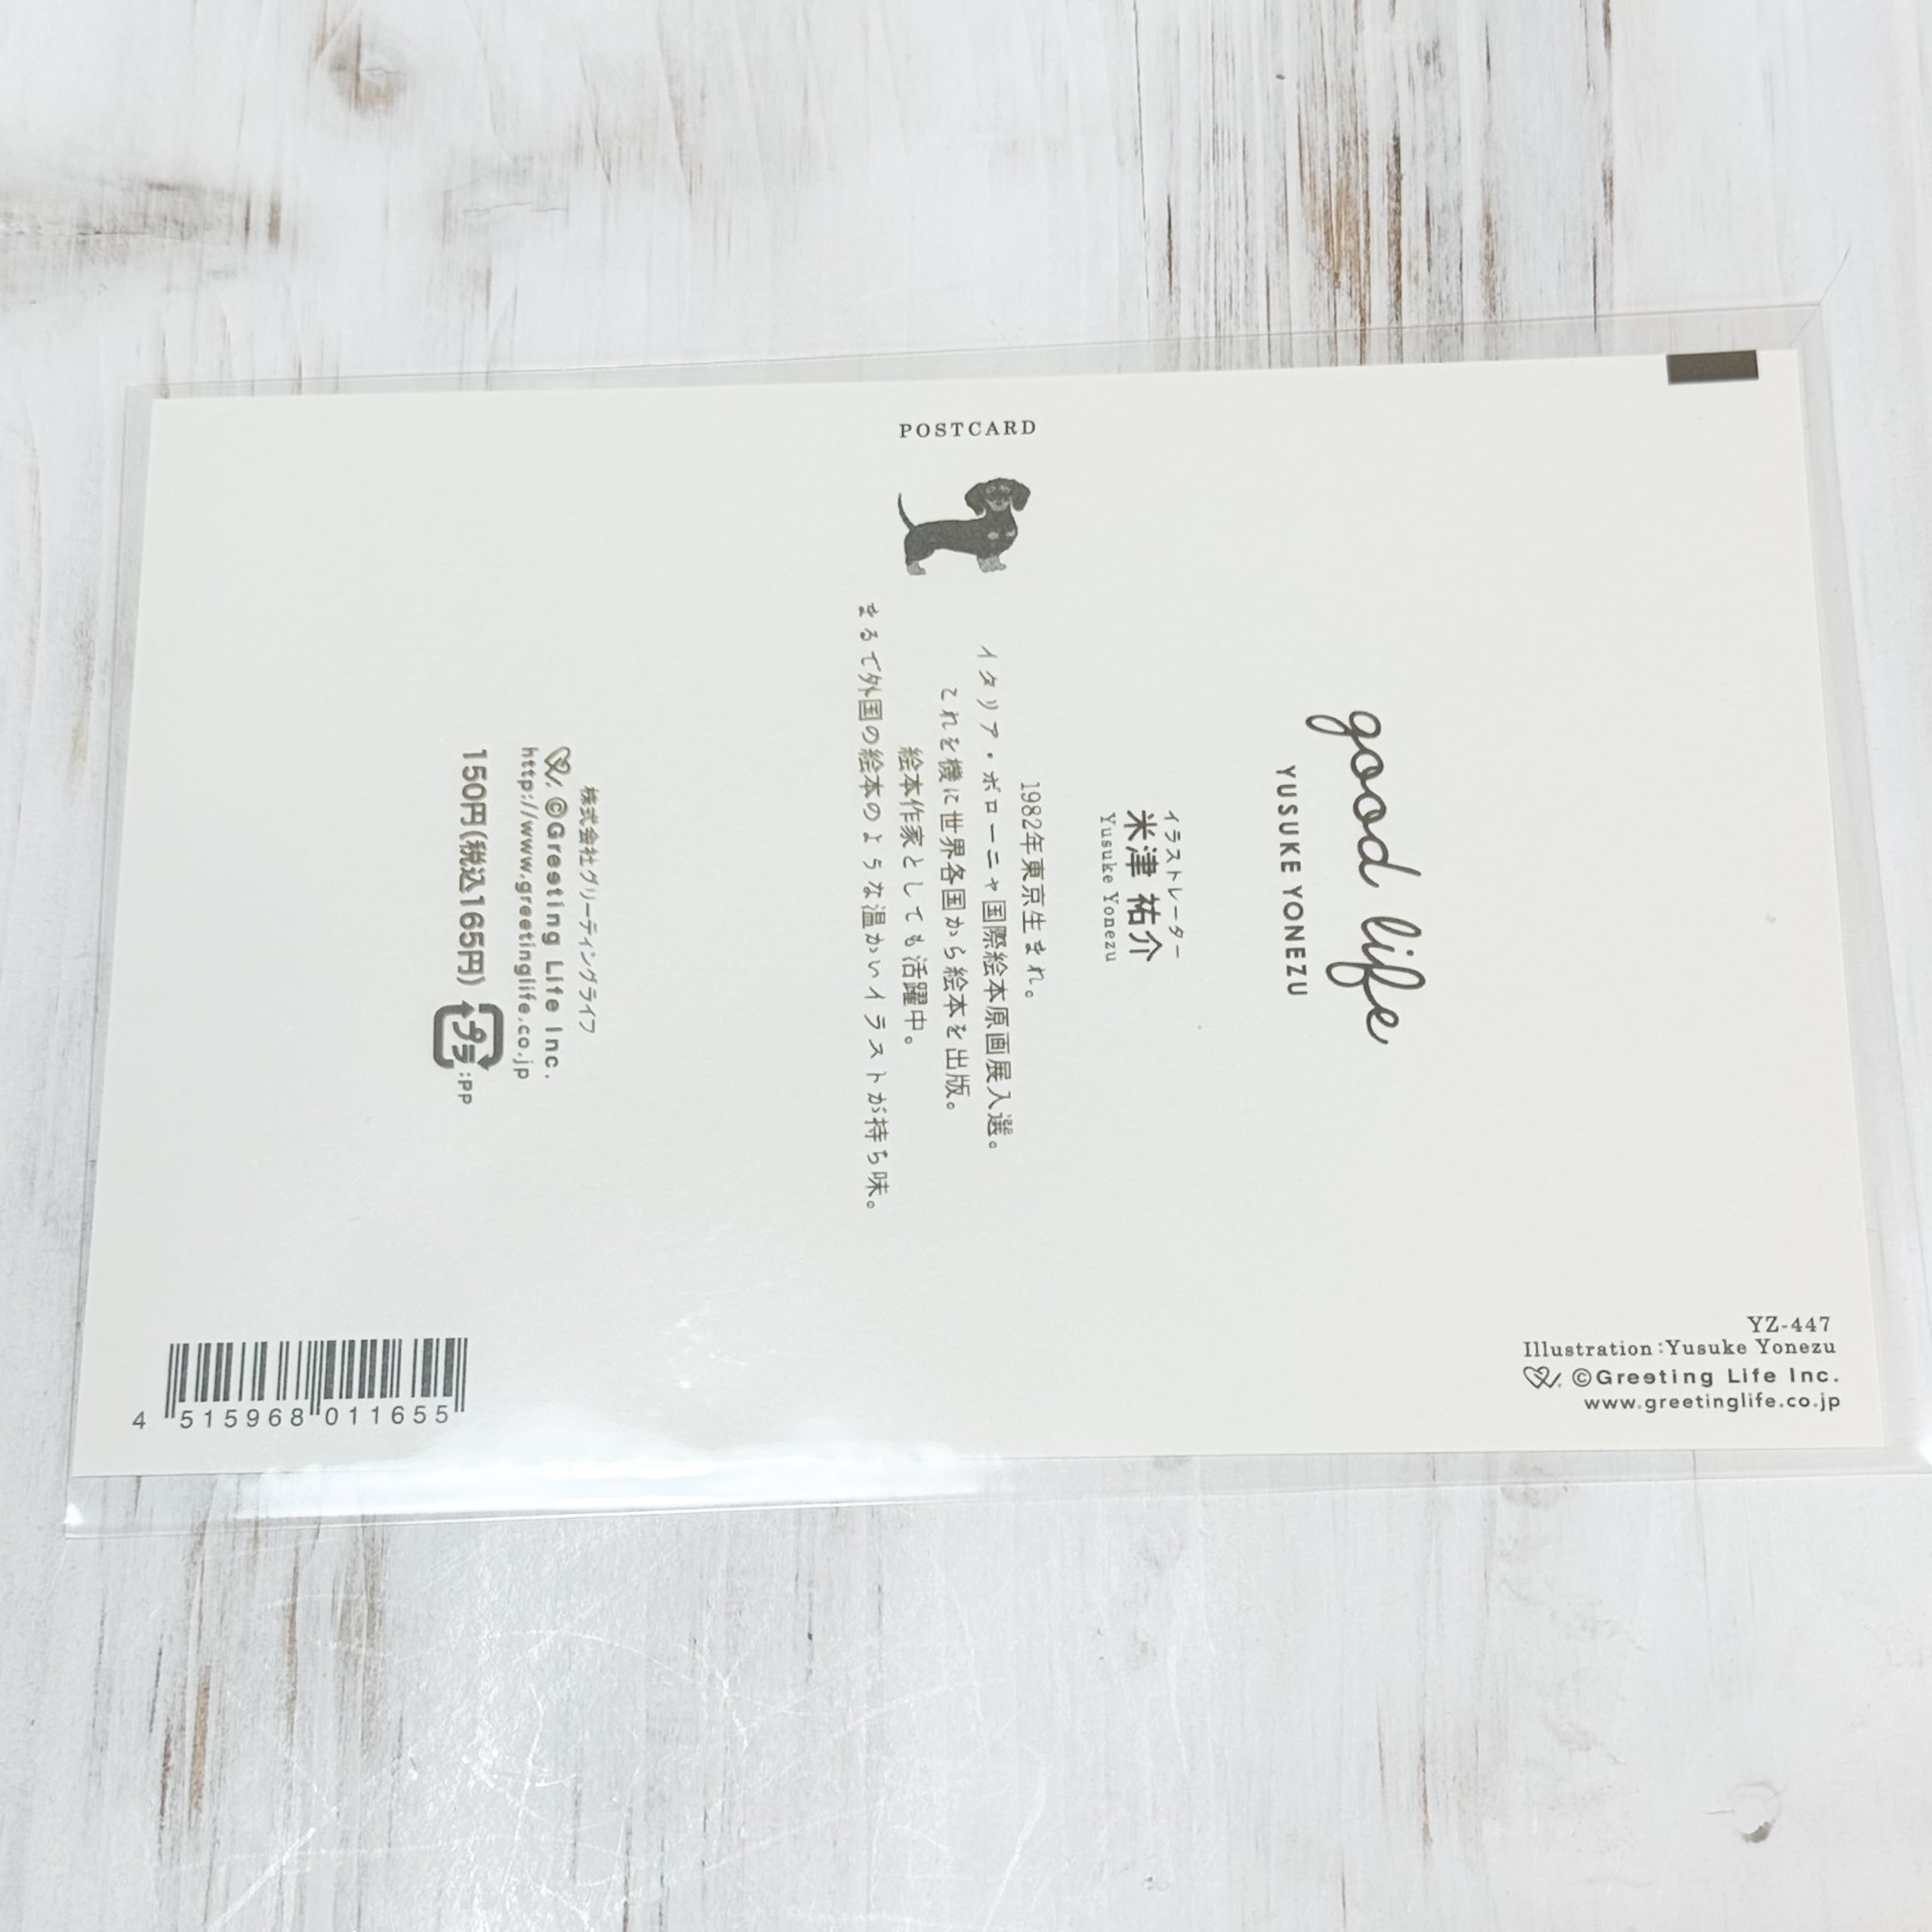 POSTCARD
good life
YUSUKE YONEZU
イラストレーター
米津 祐介
Yusuke Yonezu
1982年東京生まれ。
イタリア・ボローニャ国際絵本原画展入選。
これを機に世界各国から絵本を出版。
絵本作家としても活躍中。
まるで外国の絵本のような温かいイラストが持ち味。
株式会社グリーティングライフ
©Greeting Life Inc.
http://www.greetinglife.co.jp
150円(税込165円) プラ :PP
4 515968 011655
YZ-447
Illustration:Yusuke Yonezu
©Greeting Life Inc.
www.greetinglife.co.jp